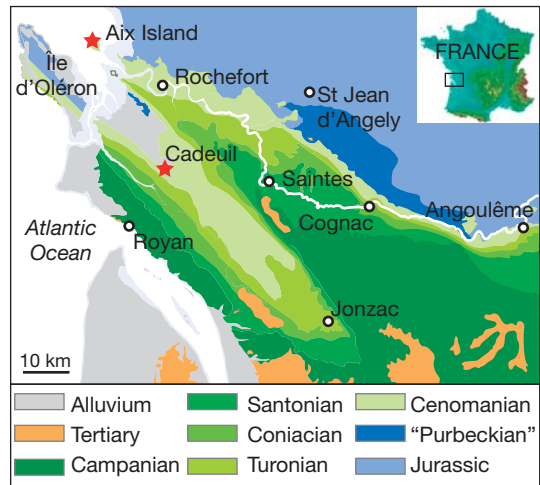 Aix Island
FRANCE
Île
d'Oléron
Rochefort
St Jean
d'Angely
Cadeuil
Saintes
Cognac
Angoulême
Atlantic
Ocean
Royan
Jonzac
10 km
Alluvium
Santonian
Cenomanian
Tertiary
Coniacian
"Purbeckian"
Campanian
Turonian
Jurassic